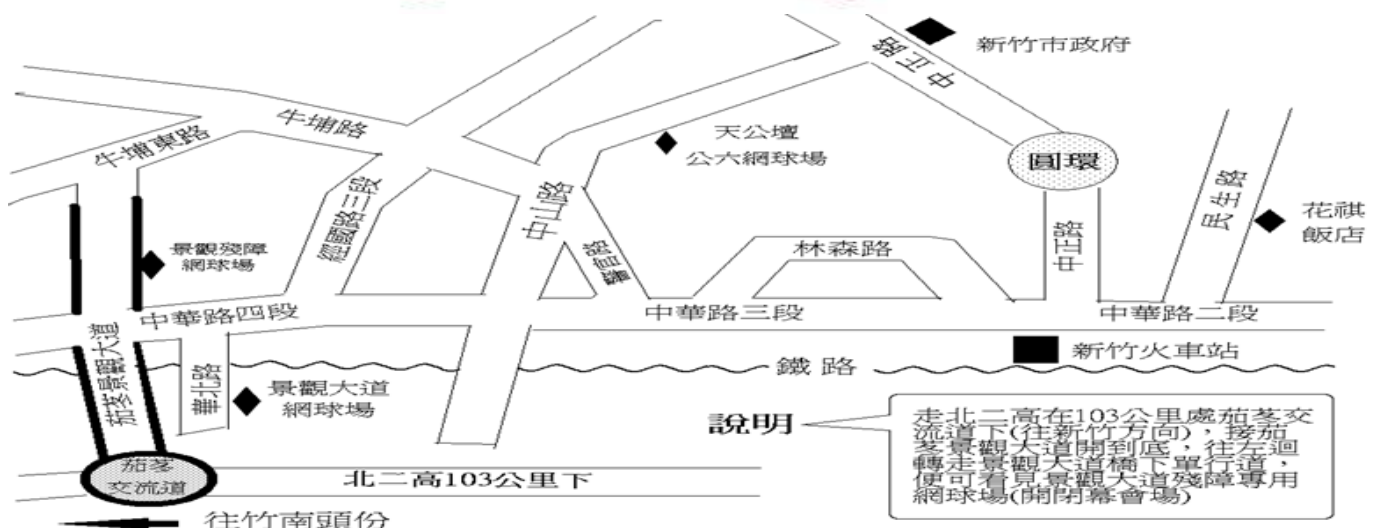 新竹市政府
中正路
牛埔路
天公壇
公六網球場
牛埔東路
圓環
經國路三段
中山路
民生路
花祺
飯店
景觀殘障
網球場
醫官路
林森路
中正路
中華路四段
中華路三段
中華路二段
茄苳景觀大道
新竹火車站
鐵路
華北路
景觀大道
網球場
說明
走北二高在103公里處茄苳交
流道下(往新竹方向)，接茄
苳景觀大道開到底，往左迴
轉走景觀大道橋下單行道，
便可看見景觀大道殘障專用
網球場(開閉幕會場)
茄苳
交流道
北二高103公里下
往竹南頭份